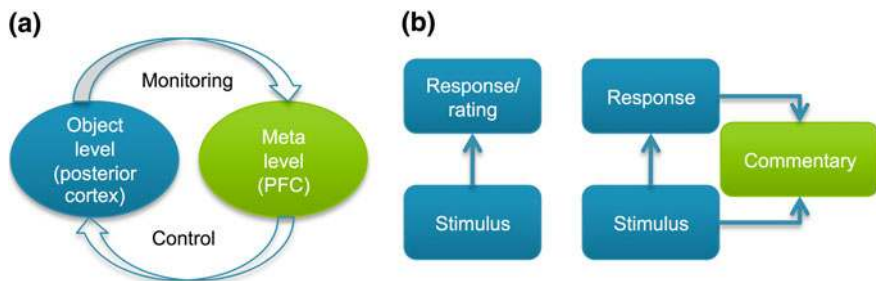 (a)
Monitoring
Object
level
(posterior
cortex)
Meta
level
(PFC)
Control
(b)
Response/
rating
Stimulus
Response
Stimulus
Commentary